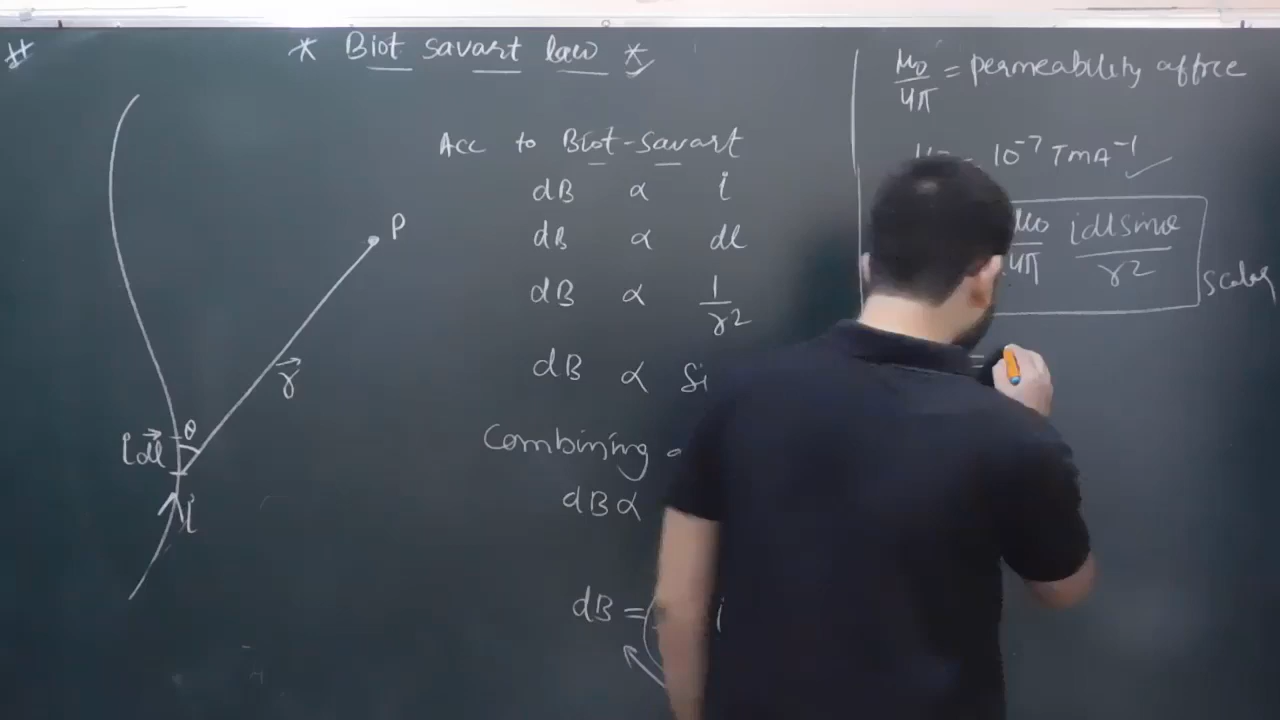 * Biot savart law *
P
r
θ
idl
i
Acc to Biot-Savart
dB α i
dB α dl
dB α 1/r2
dB α Si
Combining
dB α
dB = i
μ0/4π = permeability of free
10-7 TmA-1
μ0/4π idlsinθ/r2
scalar
=